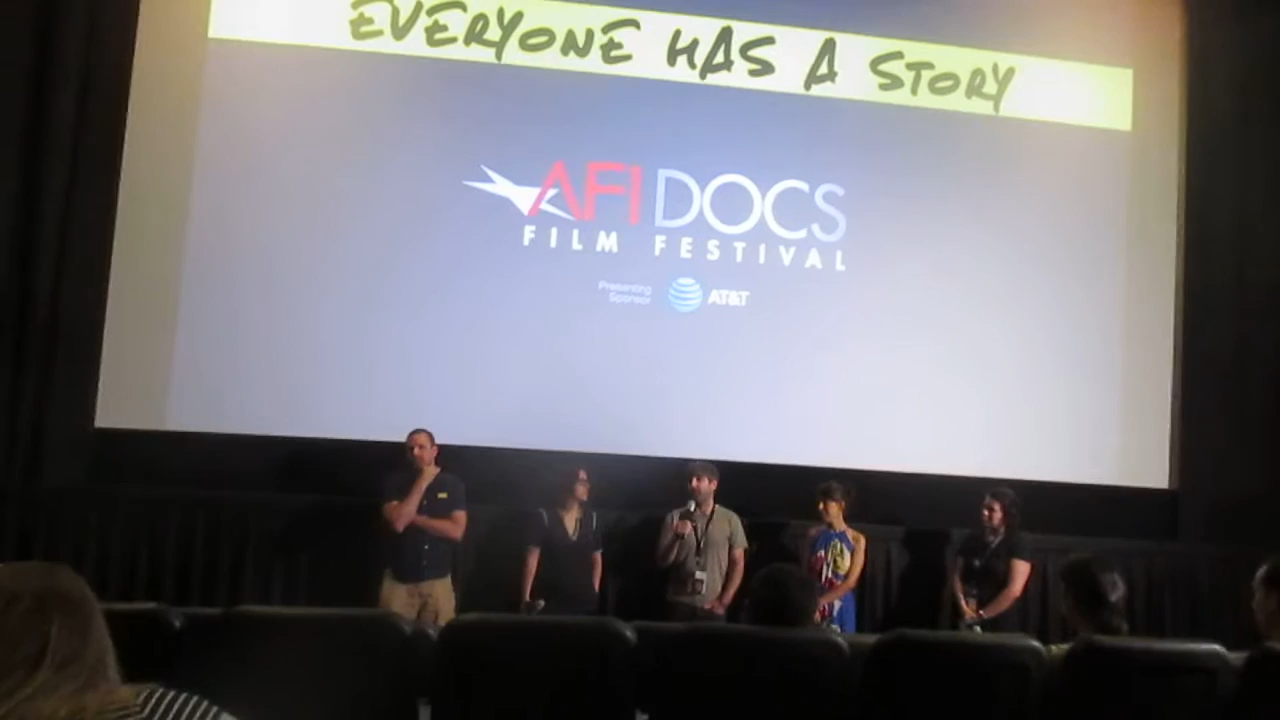 EVERYONE HAS A STORY
AFI DOCS
FILM FESTIVAL
Presenting
Sponsor
AT&T